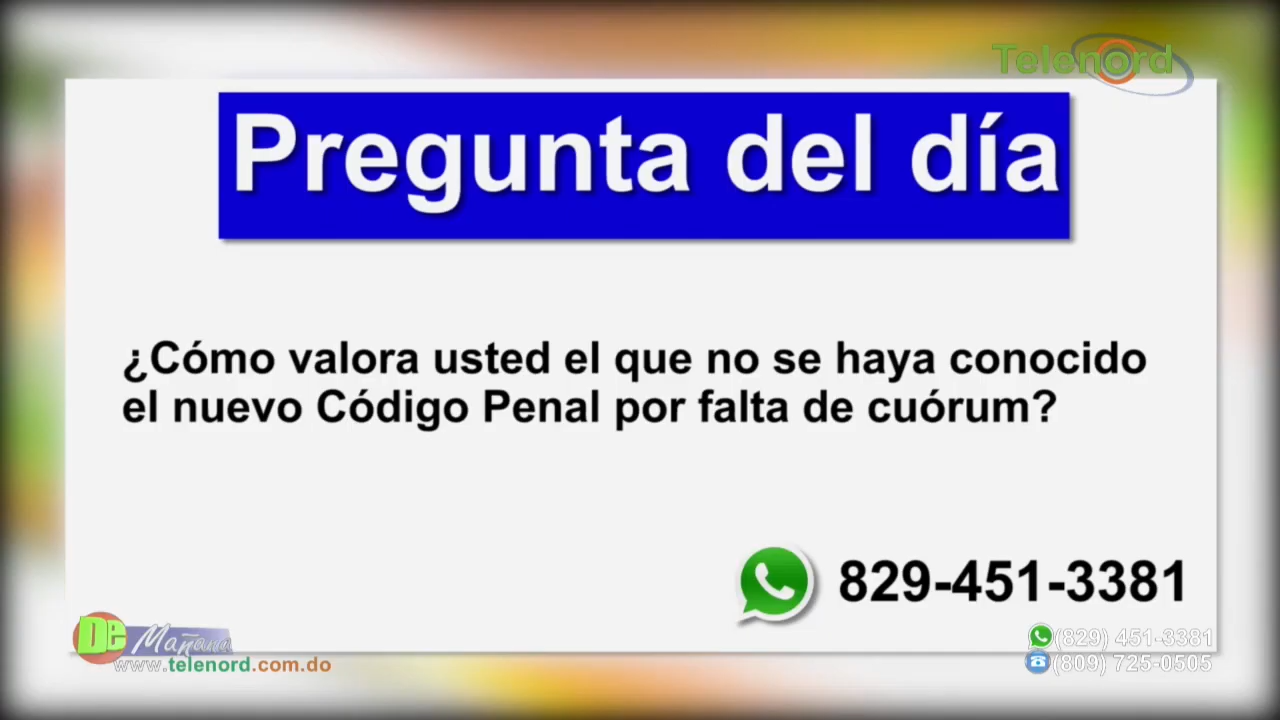 Telenord
Pregunta del día
¿Cómo valora usted el que no se haya conocido
el nuevo Código Penal por falta de cuórum?
829-451-3381
De Mañana
www.telenord.com.do
(829) 451-3381
(809) 725-0505